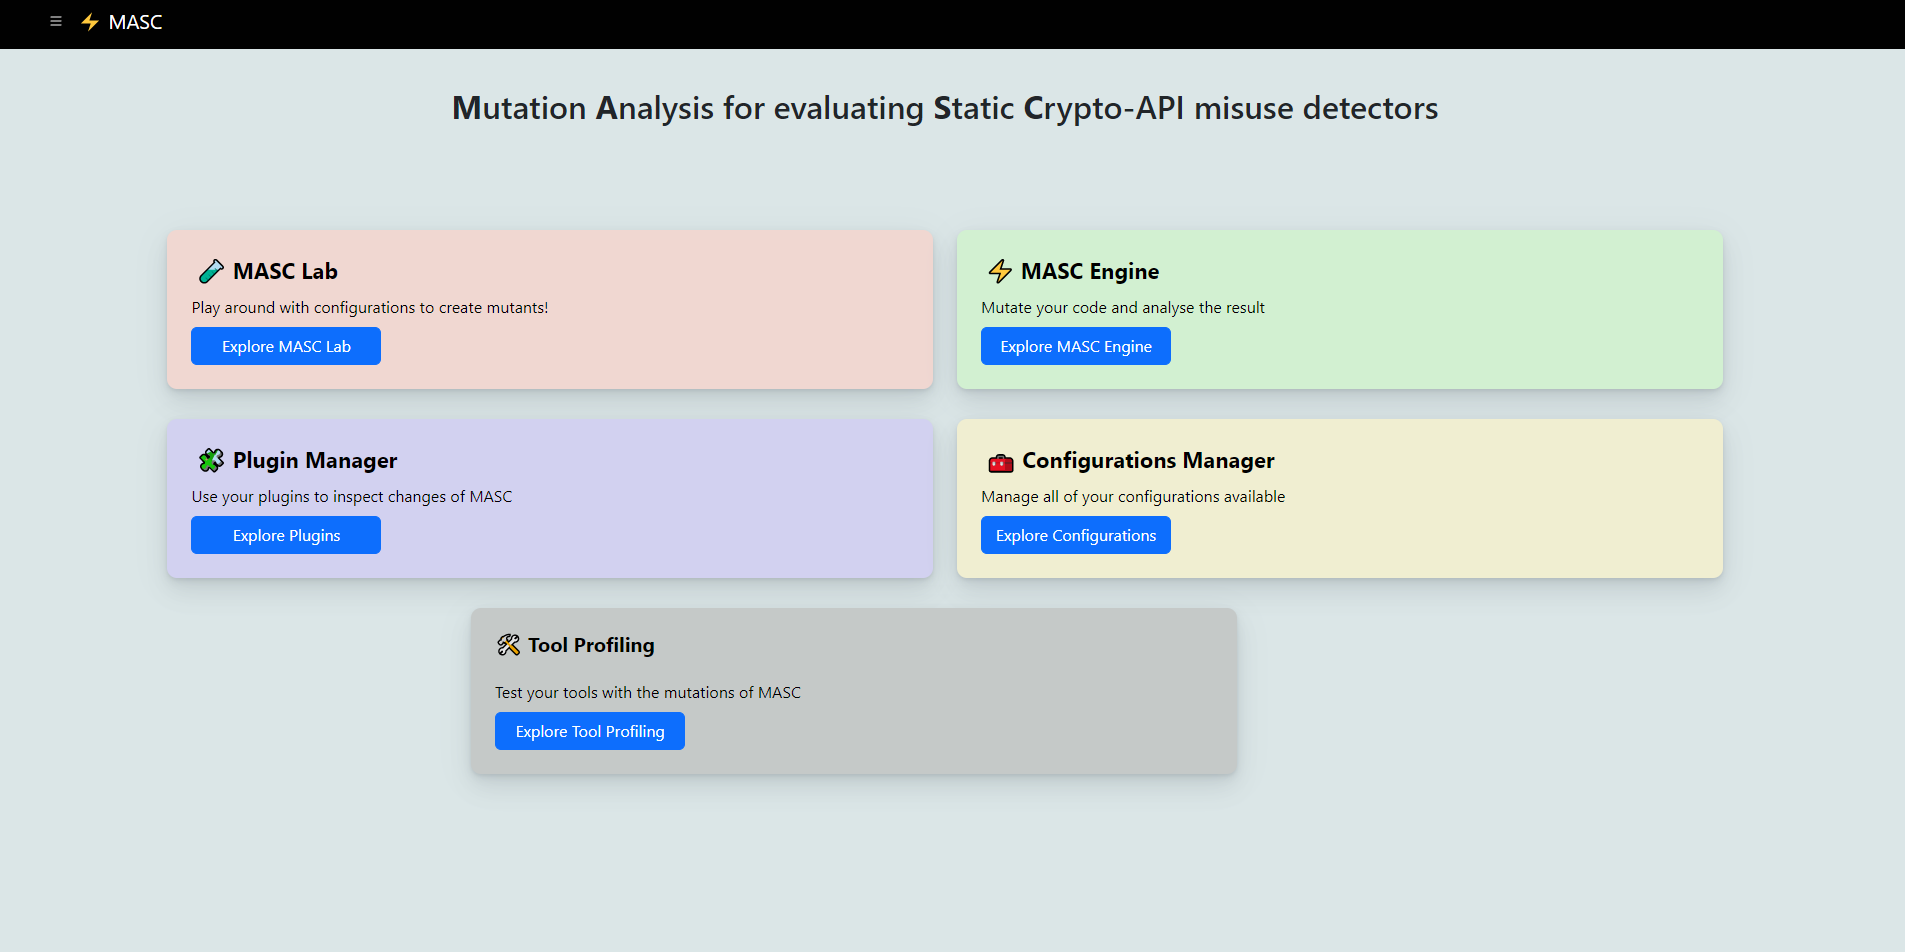 MASC
Mutation Analysis for evaluating Static Crypto-API misuse detectors
MASC Lab
Play around with configurations to create mutants!
Explore MASC Lab
MASC Engine
Mutate your code and analyse the result
Explore MASC Engine
Plugin Manager
Use your plugins to inspect changes of MASC
Explore Plugins
Configurations Manager
Manage all of your configurations available
Explore Configurations
Tool Profiling
Test your tools with the mutations of MASC
Explore Tool Profiling